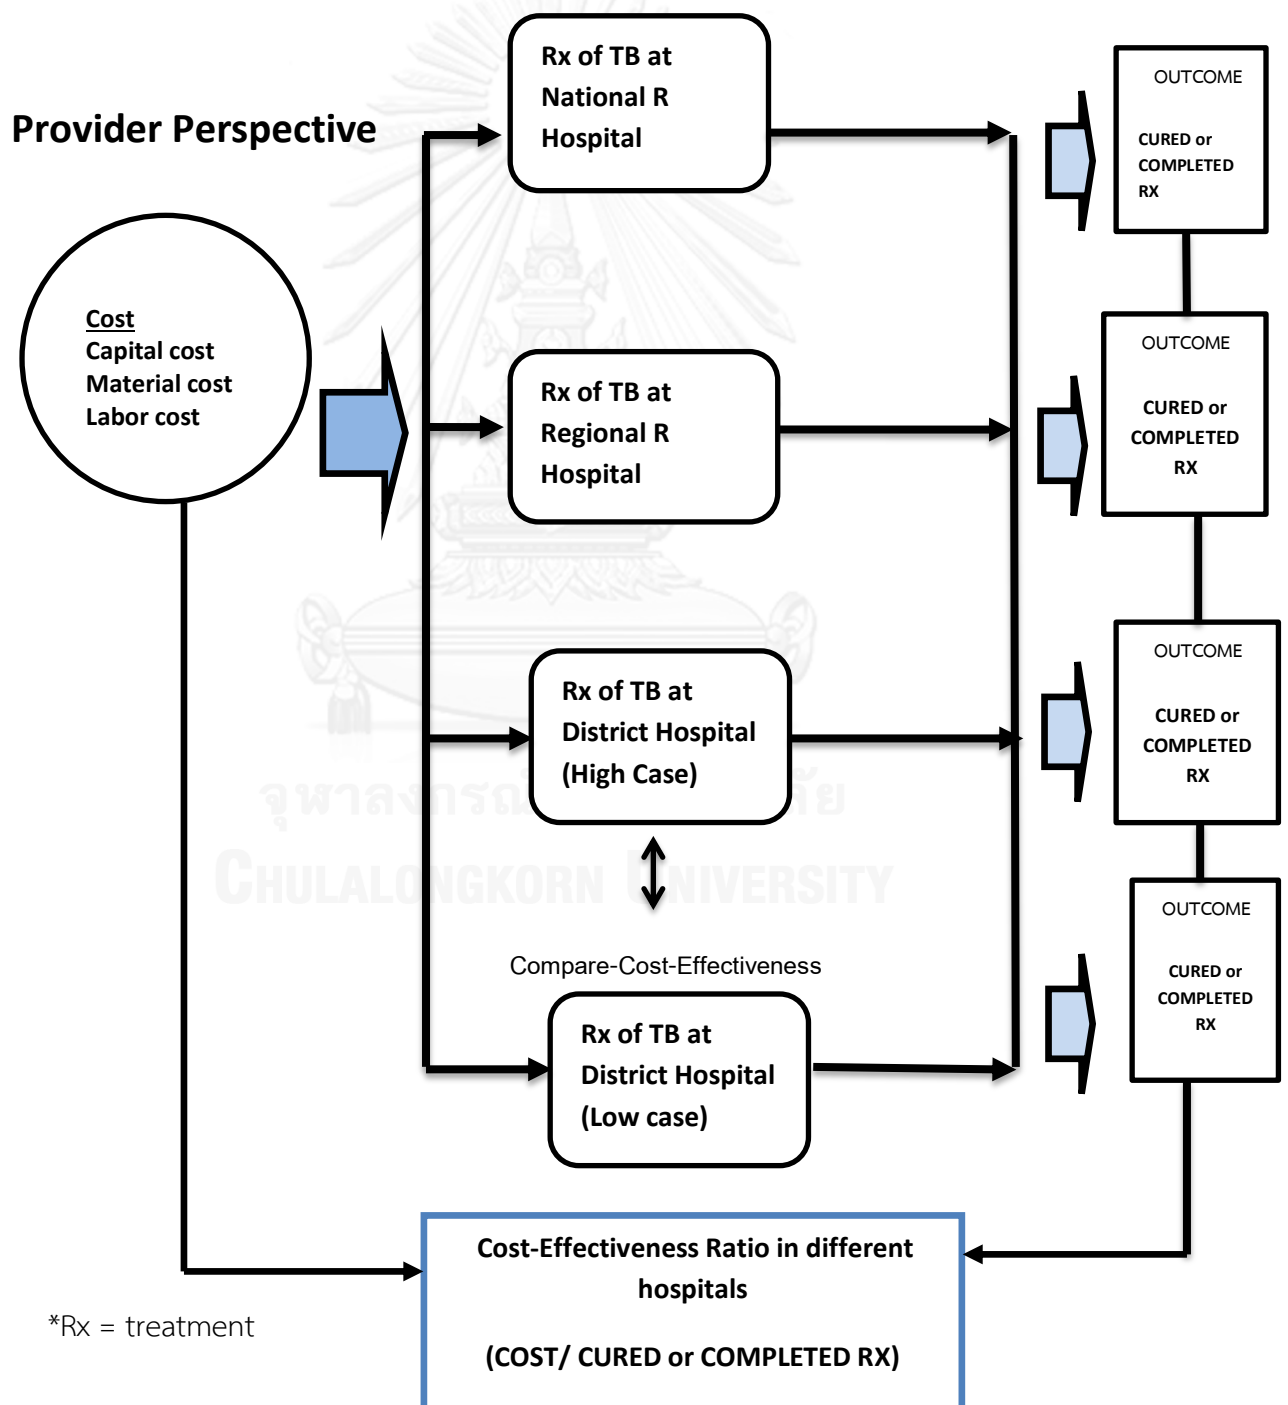 Provider Perspective
Cost
Capital cost
Material cost
Labor cost
Rx of TB at
National R
Hospital
OUTCOME
CURED or
COMPLETED
RX
Rx of TB at
Regional R
Hospital
OUTCOME
CURED or
COMPLETED
RX
Rx of TB at
District Hospital
(High Case)
OUTCOME
CURED or
COMPLETED
RX
CHULALONGKORN UNIVERSITY
Compare-Cost-Effectiveness
Rx of TB at
District Hospital
(Low case)
OUTCOME
CURED or
COMPLETED
RX
Cost-Effectiveness Ratio in different
hospitals
(COST/ CURED or COMPLETED RX)
*Rx = treatment